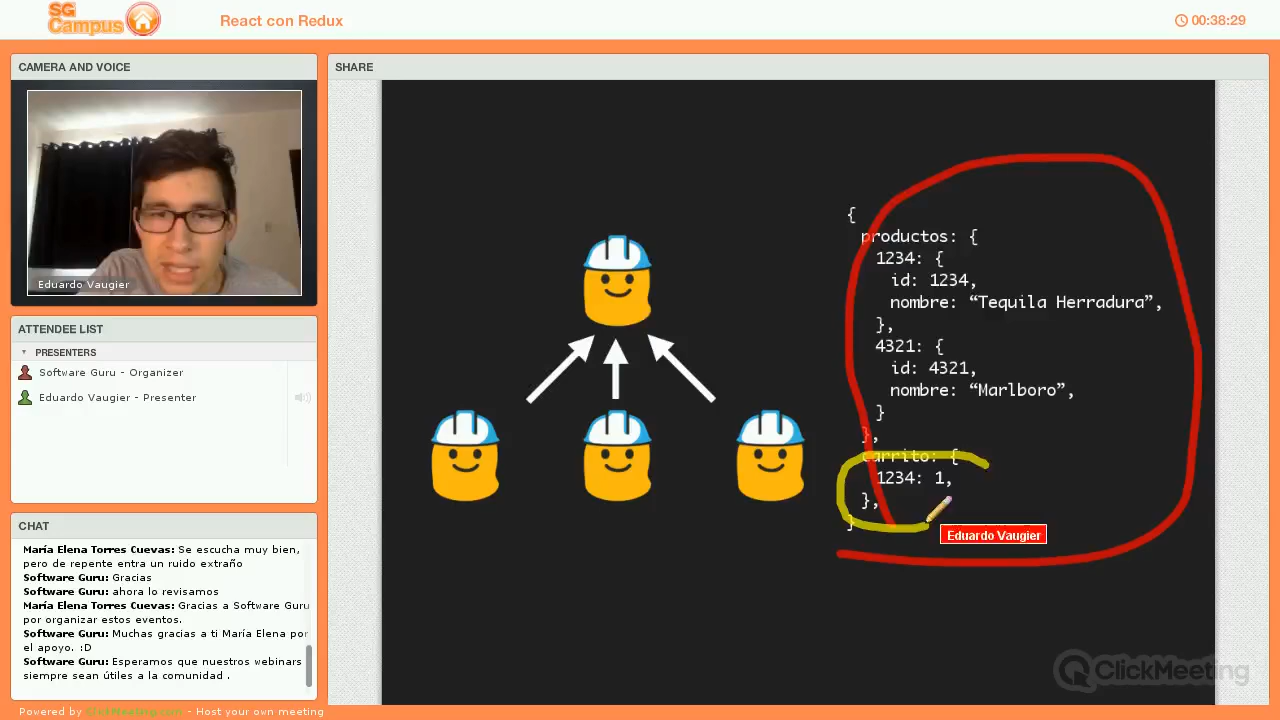 SG
Campus
React con Redux
00:38:29
CAMERA AND VOICE
Eduardo Vaugier
ATTENDEE LIST
PRESENTERS
Software Guru - Organizer
Eduardo Vaugier - Presenter
CHAT
María Elena Torres Cuevas: Se escucha muy bien,
pero de repente entra un ruido extraño
Software Guru: Gracias
Software Guru: ahora lo revisamos
María Elena Torres Cuevas: Gracias a Software Guru
por organizar estos eventos.
Software Guru: Muchas gracias a ti María Elena por
el apoyo. :D
Software Guru: Esperamos que nuestros webinars
siempre sean útiles a la comunidad .
Powered by ClickMeeting.com - Host your own meeting
SHARE
{
productos: {
1234: {
id: 1234,
nombre: “Tequila Herradura”,
},
4321: {
id: 4321,
nombre: “Marlboro”,
}
},
carrito: {
1234: 1,
},
}
Eduardo Vaugier
ClickMeeting